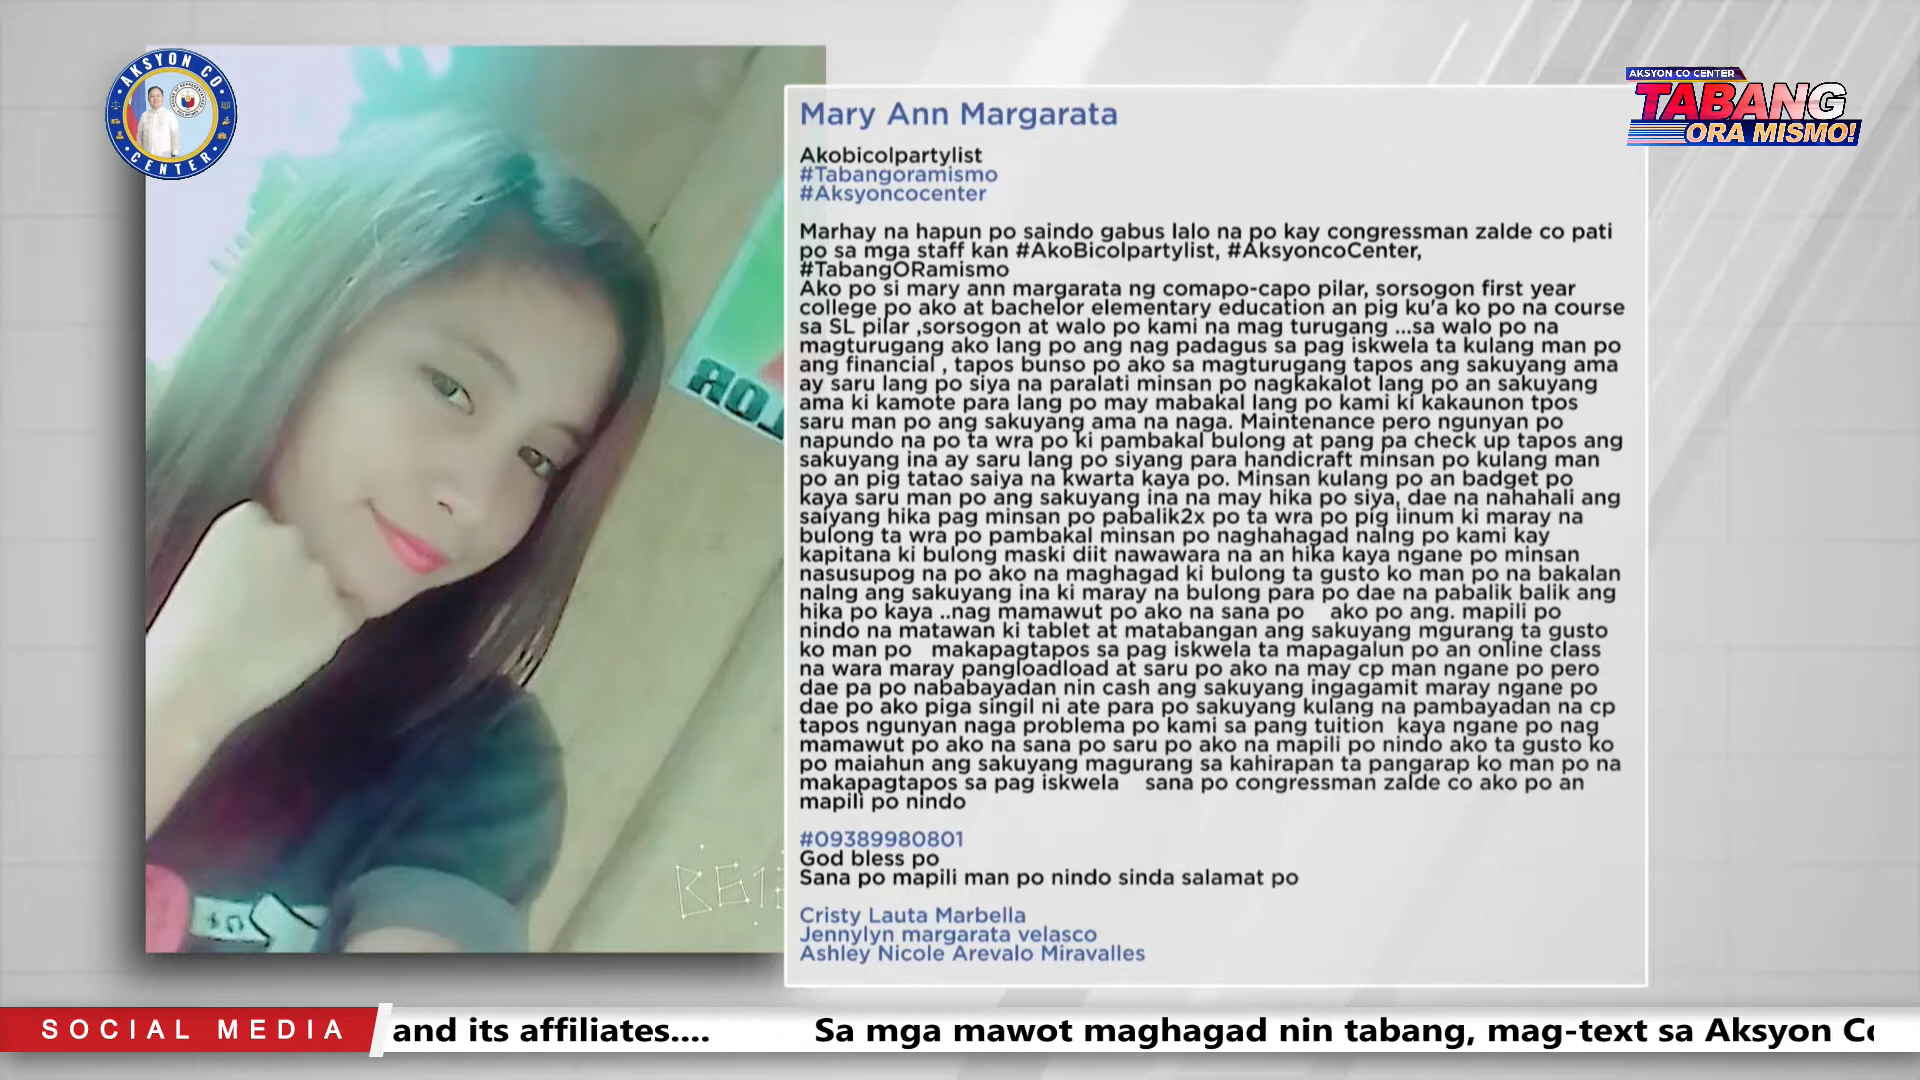 AKSYON CO
CENTER
AKSYON CO CENTER
TABANG
ORA MISMO!
Mary Ann Margarata
Akobicolpartylist
#Tabangoramismo
#Aksyoncocenter
Marhay na hapun po saindo gabus lalo na po kay congressman zalde co pati
po sa mga staff kan #AkoBicolpartylist, #AksyoncoCenter,
#TabangORamismo
Ako po si mary ann margarata ng comapo-capo pilar, sorsogon first year
college po ako at bachelor elementary education an pig ku'a ko po na course
sa SL pilar ,sorsogon at walo po kami na mag turugang ...sa walo po na
magturugang ako lang po ang nag padagus sa pag iskwela ta kulang man po
ang financial , tapos bunso po ako sa magturugang tapos ang sakuyang ama
ay saru lang po siya na paralati minsan po nagkakalot lang po an sakuyang
ama ki kamote para lang po may mabakal lang po kami ki kakaunon tpos
saru man po ang sakuyang ama na naga. Maintenance pero ngunyan po
napundo na po ta wra po ki pambakal bulong at pang pa check up tapos ang
sakuyang ina ay saru lang po siyang para handicraft minsan po kulang man
po an pig tatao saiya na kwarta kaya po. Minsan kulang po an badget po
kaya saru man po ang sakuyang ina na may hika po siya, dae na nahahali ang
saiyang hika pag minsan po pabalik2x po ta wra po pig iinum ki maray na
bulong ta wra po pambakal minsan po naghahagad nalng po kami kay
kapitana ki bulong maski diit nawawara na an hika kaya ngane po minsan
nasusupog na po ako na maghagad ki bulong ta gusto ko man po na bakalan
nalng ang sakuyang ina ki maray na bulong para po dae na pabalik balik ang
hika po kaya ..nag mamawut po ako na sana po ako po ang. mapili po
nindo na matawan ki tablet at matabangan ang sakuyang mgurang ta gusto
ko man po makapagtapos sa pag iskwela ta mapagalun po an online class
na wara maray pangloadload at saru po ako na may cp man ngane po pero
dae pa po nababayadan nin cash ang sakuyang ingagamit maray ngane po
dae po ako piga singil ni ate para po sakuyang kulang na pambayadan na cp
tapos ngunyan naga problema po kami sa pang tuition kaya ngane po nag
mamawut po ako na sana po saru po ako na mapili po nindo ako ta gusto ko
po maiahun ang sakuyang magurang sa kahirapan ta pangarap ko man po na
makapagtapos sa pag iskwela sana po congressman zalde co ako po an
mapili po nindo
#09389980801
God bless po
Sana po mapili man po nindo sinda salamat po
Cristy Lauta Marbella
Jennylyn margarata velasco
Ashley Nicole Arevalo Miravalles
SOCIAL MEDIA
and its affiliates.... Sa mga mawot maghagad nin tabang, mag-text sa Aksyon Co